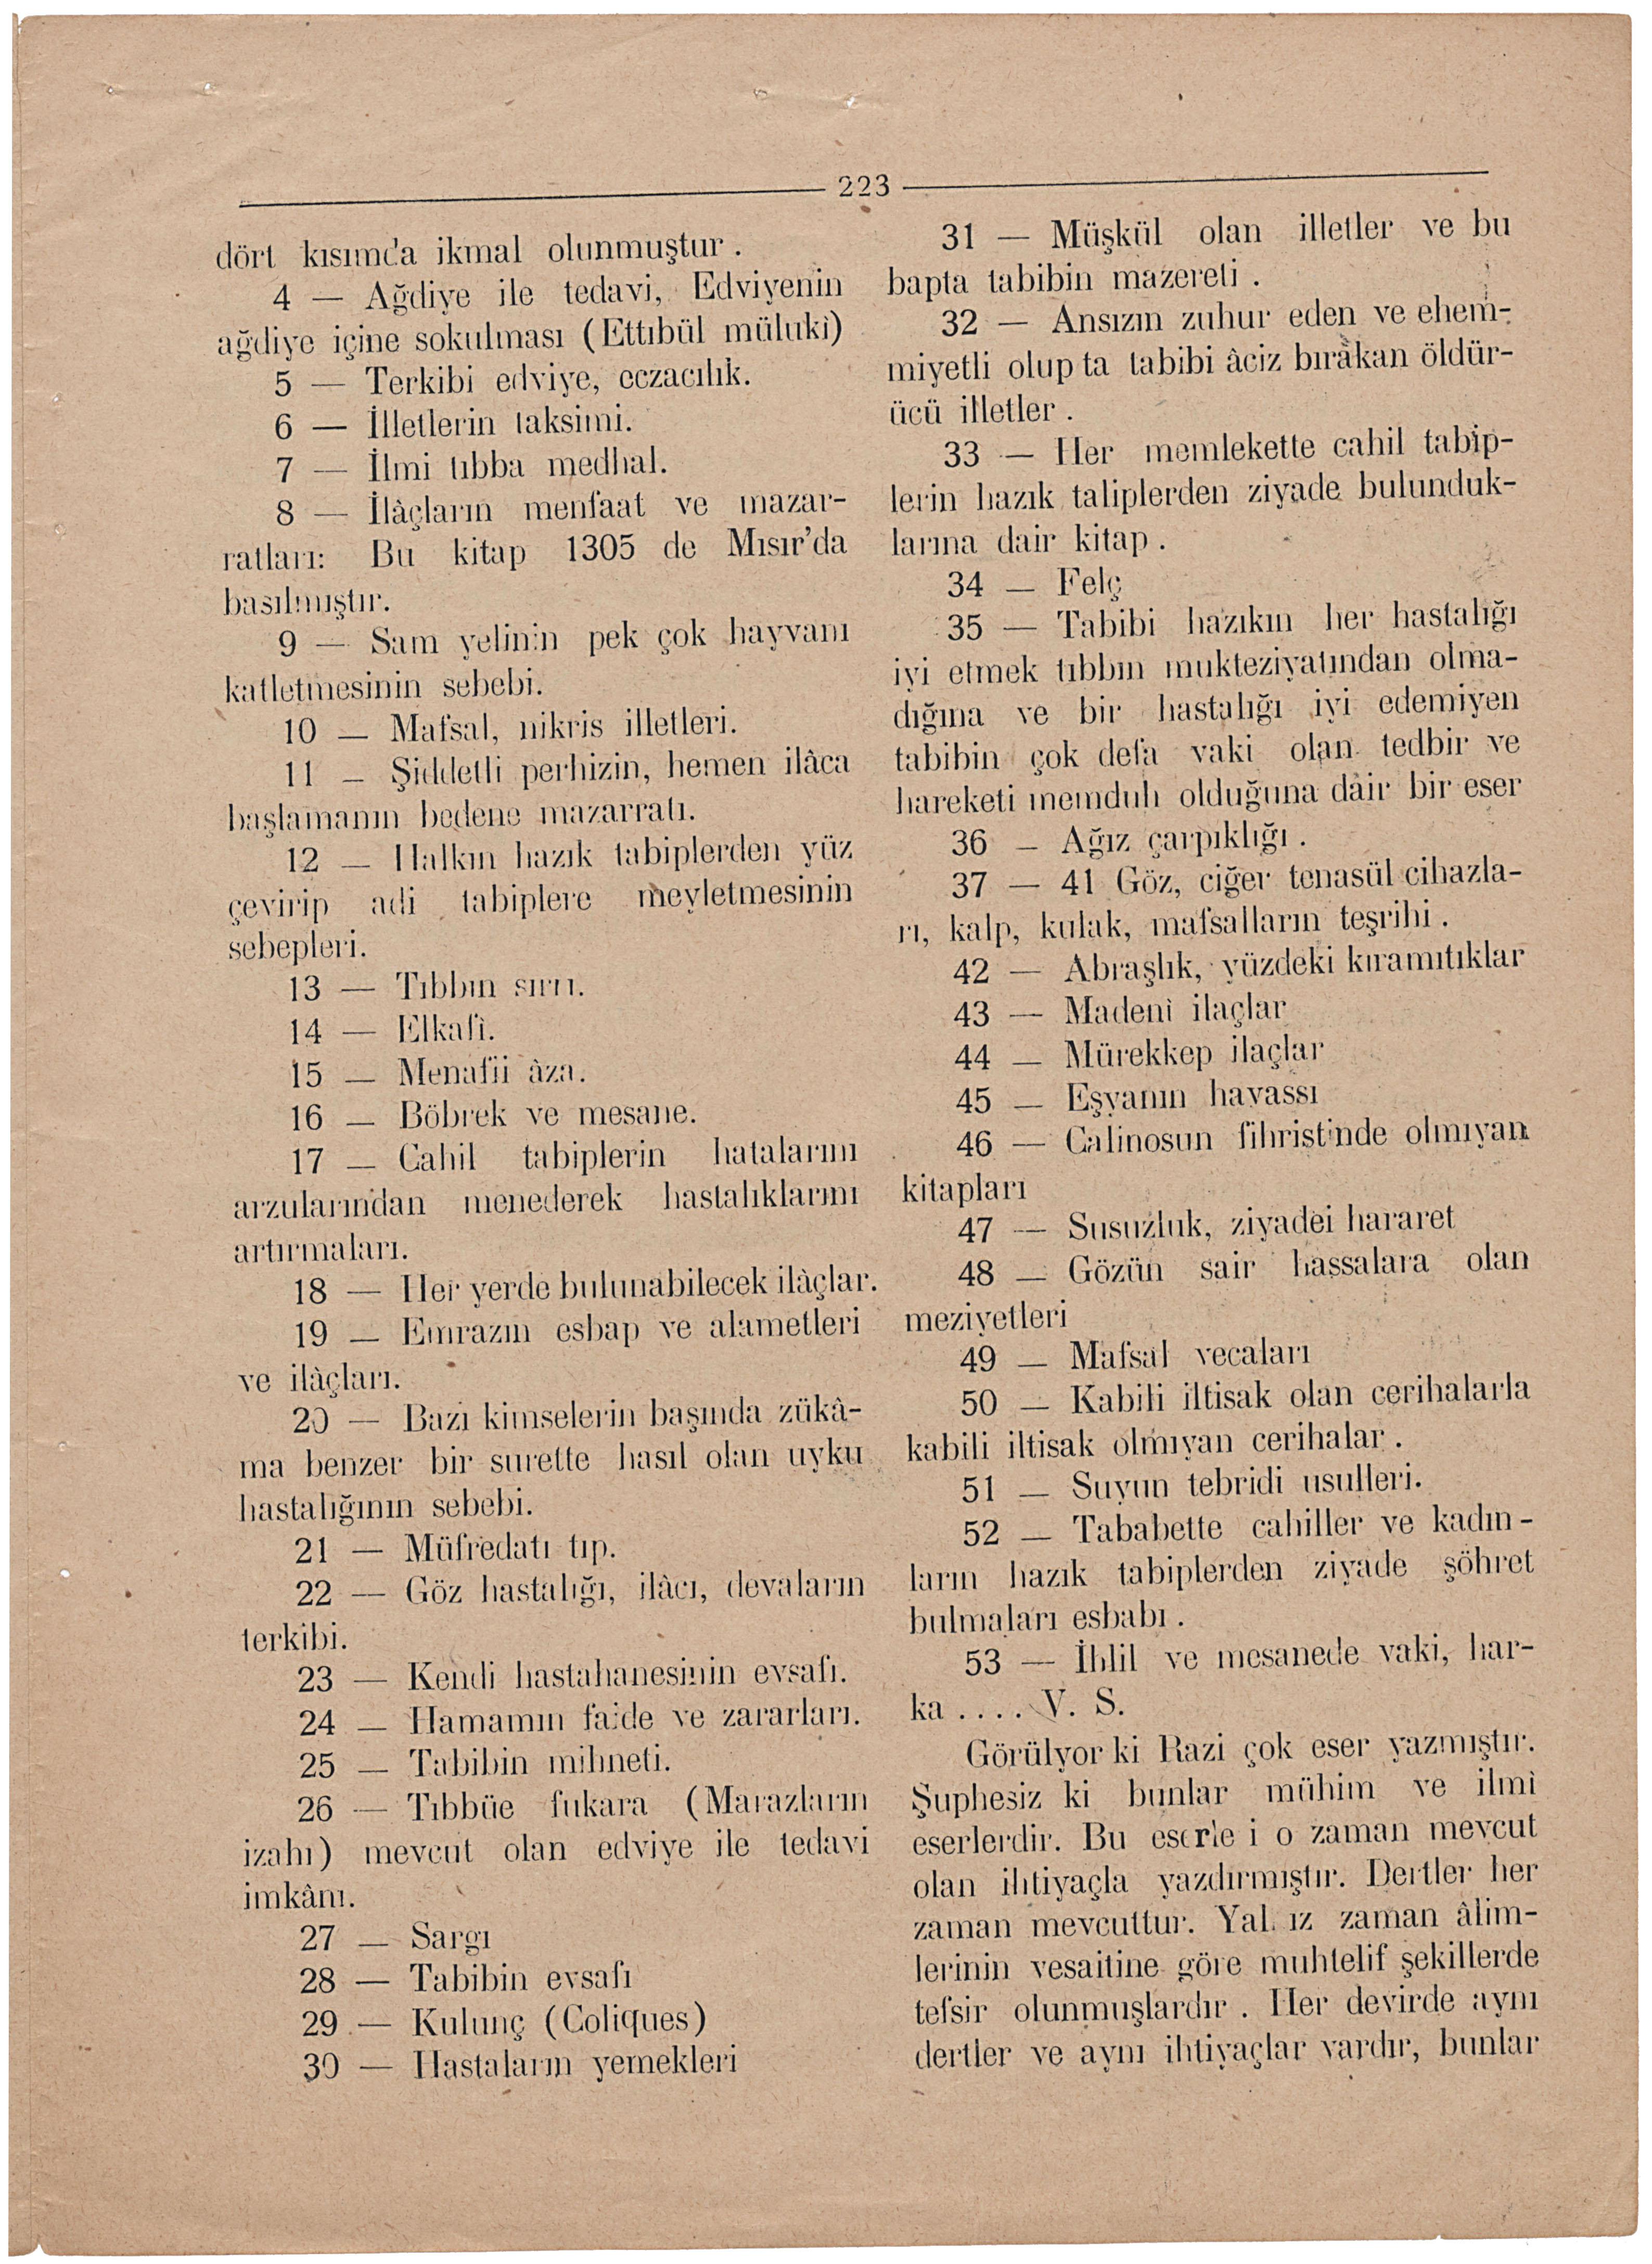 223
dört kısımda ikmal olunmuştur .
4 — Ağdiye ile tedavi, Edviyenin
ağdiye içine sokulması (Ettıbül mülukî)
5 — Terkibi edviye, eczacılık.
6 — İlletlerin taksimi.
7 — İlmi tıbba medhal.
8 — İlâçların menfaat ve mazar-
ratları: Bu kitap 1305 de Mısır'da
basılmıştır.
9 — Sam yelinin pek çok hayvanı
katletmesinin sebebi.
10 — Mafsal, nikris illetleri.
11 — Şiddetli perhizin, hemen ilâca
başlamanın bedene mazarratı.
12 — Halkın hazık tabiplerden yüz
çevirip adi tabiplere meyletmesinin
sebepleri.
13 — Tıbbın sırrı.
14 — Elkafi.
15 — Menafii âza.
16 — Böbrek ve mesane.
17 — Cahil tabiplerin hatalarını
arzularından menederek hastalıklarını
artırmaları.
18 — Her yerde bulunabilecek ilâçlar.
19 — Emrazın esbap ve alametleri
ve ilâçları.
20 — Bazı kimselerin başında zükâ-
ma benzer bir surette hasıl olan uyku
hastalığının sebebi.
21 — Müfredatı tıp.
22 — Göz hastalığı, ilâcı, devaların
terkibi.
23 — Kendi hastahanesinin evsafı.
24 — Hamamın faide ve zararları.
25 — Tabibin mihneti.
26 — Tıbbüe fukara (Marazların
izahı) mevcut olan edviye ile tedavi
imkânı.
27 — Sargı
28 — Tabibin evsafı
29 — Kulunç (Coliques)
30 — Hastaların yemekleri
31 — Müşkül olan illetler ve bu
bapta tabibin mazereti .
32 — Ansızın zuhur eden ve ehem-
miyetli olup ta tabibi âciz bırakan öldür-
ücü illetler .
33 — Her memlekette cahil tabip-
lerin hazık taliplerden ziyade bulunduk-
larına dair kitap .
34 — Felç
35 — Tabibi hazıkın her hastalığı
iyi etmek tıbbın mukteziyatından olma-
dığına ve bir hastalığı iyi edemiyen
tabibin çok defa vaki olan tedbir ve
hareketi memduh olduğuna dair bir eser
36 — Ağız çarpıklığı .
37 — 41 Göz, ciğer tenasül cihazla-
rı, kalp, kulak, mafsalların teşrihi .
42 — Abraşlık, yüzdeki kıramıtıklar
43 — Madenî ilaçlar
44 — Mürekkep ilaçlar
45 — Eşyanın havassı
46 — Calinosun fihristinde olmıyan
kitapları
47 — Susuzluk, ziyadei hararet
48 — Gözün sair hassalara olan
meziyetleri
49 — Mafsal vecaları
50 — Kabili iltisak olan cerihalarla
kabili iltisak olmıyan cerihalar .
51 — Suyun tebridi usulleri.
52 — Tababette cahiller ve kadın-
ların hazık tabiplerden ziyade şöhret
bulmaları esbabı .
53 — İhlil ve mesanede vaki, har-
ka . . . . V. S.
Görülyor ki Razi çok eser yazmıştır.
Şuphesiz ki bunlar mühim ve ilmî
eserlerdir. Bu eserle i o zaman mevcut
olan ihtiyaçla yazdırmıştır. Dertler her
zaman mevcuttur. Yal ız zaman âlim-
lerinin vesaitine göre muhtelif şekillerde
tefsir olunmuşlardır . Her devirde aynı
dertler ve aynı ihtiyaçlar vardır, bunlar